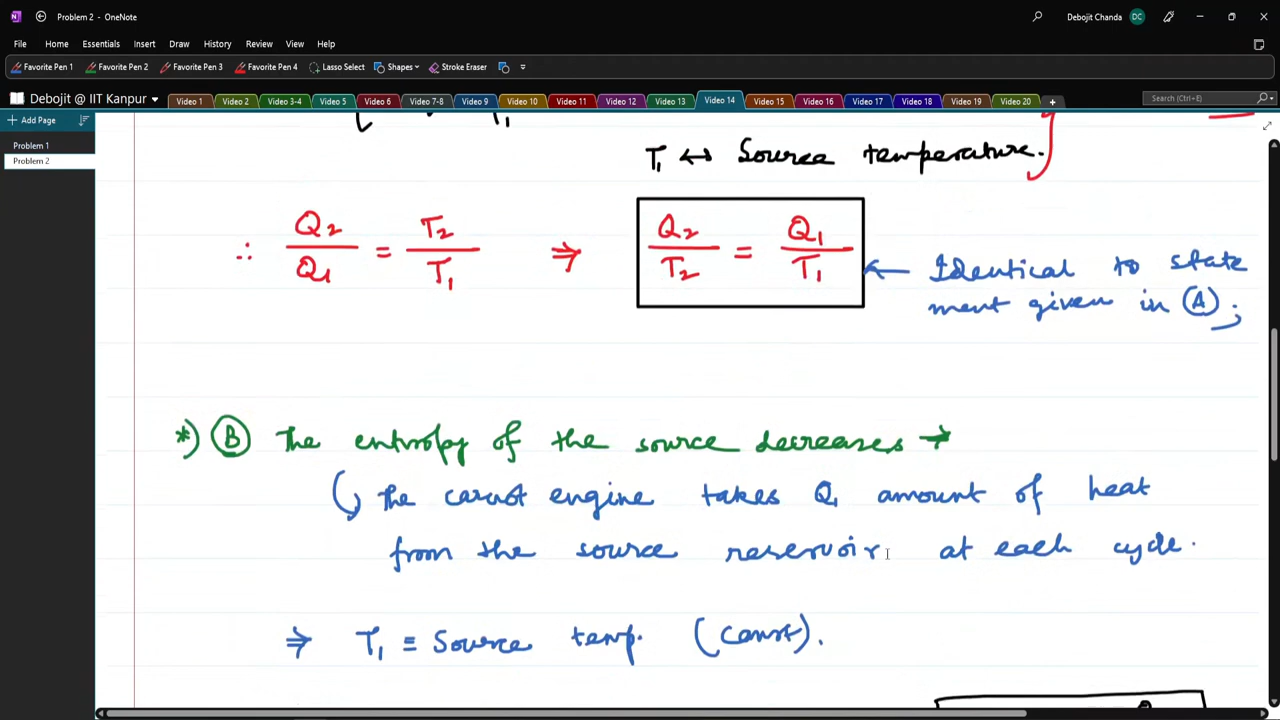 Problem 2 - OneNote
Debojit Chanda DC
File Home Essentials Insert Draw History Review View Help
Favorite Pen 1 Favorite Pen 2 Favorite Pen 3 Favorite Pen 4 Lasso Select Shapes Stroke Eraser
Debojit @ IIT Kanpur Video 1 Video 2 Video 3-4 Video 5 Video 6 Video 7-8 Video 9 Video 10 Video 11 Video 12 Video 13 Video 14 Video 15 Video 16 Video 17 Video 18 Video 19 Video 20 Search (Ctrl+E)
Add Page
Problem 1
Problem 2
T₁ ↔ Source temperature.
∴ Q₂/Q₁ = T₂/T₁ ⇒ Q₂/T₂ = Q₁/T₁ ← Identical to state
ment given in (A);
*) (B) The entropy of the source decreases →
The carnot engine takes Q₁ amount of heat
from the source reservoir, at each cycle.
⇒ T₁ ≡ Source temp. (const).